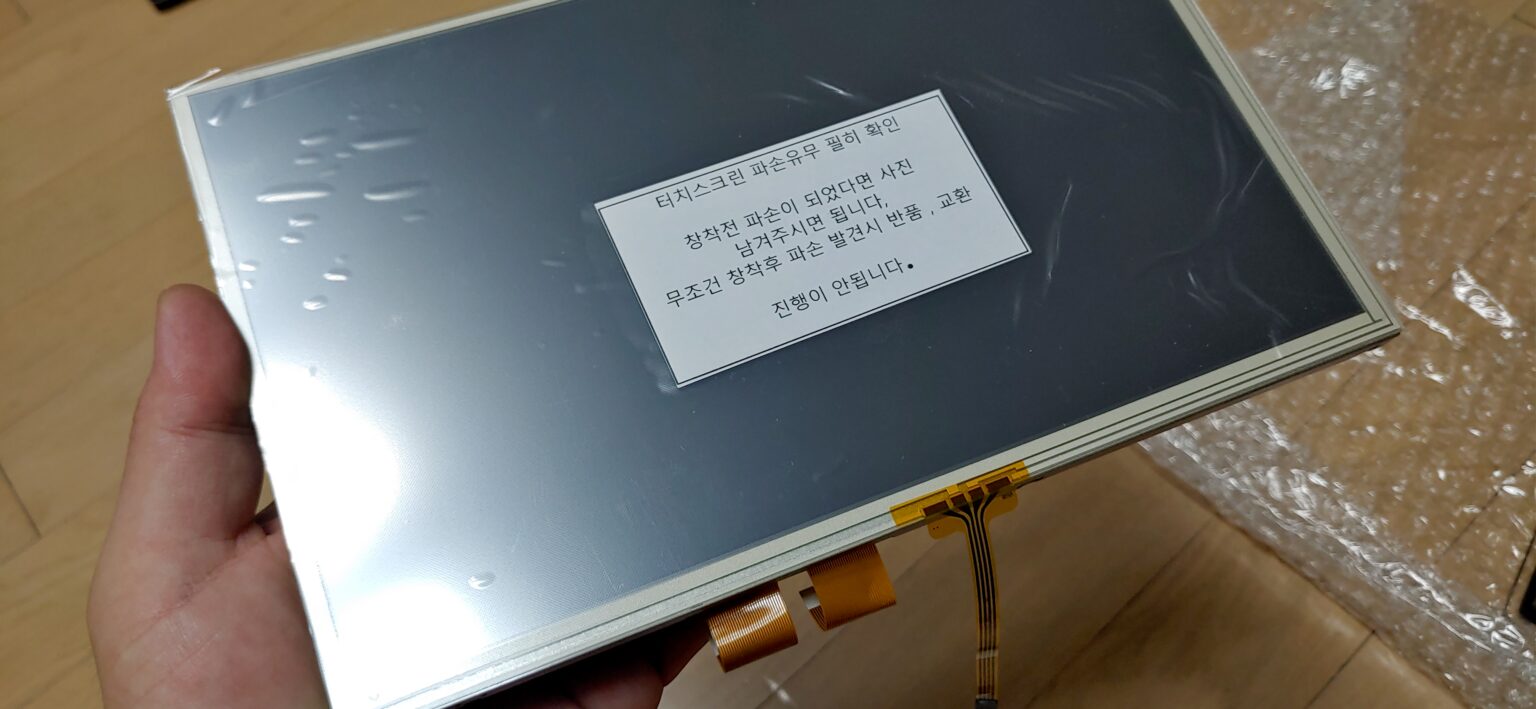 터치스크린 파손유무 필히 확인
창착전 파손이 되었다면 사진
남겨주시면 됩니다,
무조건 창착후 파손 발견시 반품 , 교환
진행이 안됩니다.